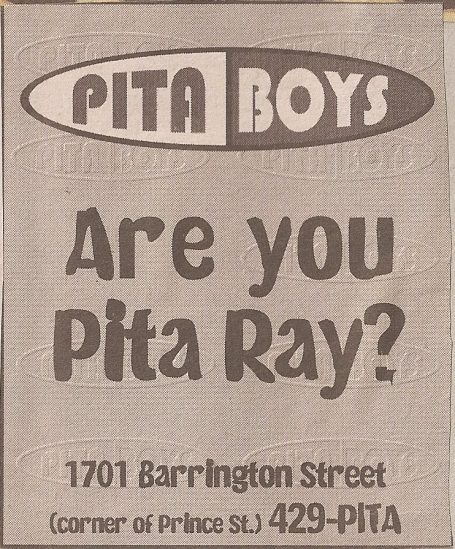 PITA BOYS
Are you
Pita Ray?
1701 Barrington Street
(corner of Prince St.) 429-PITA